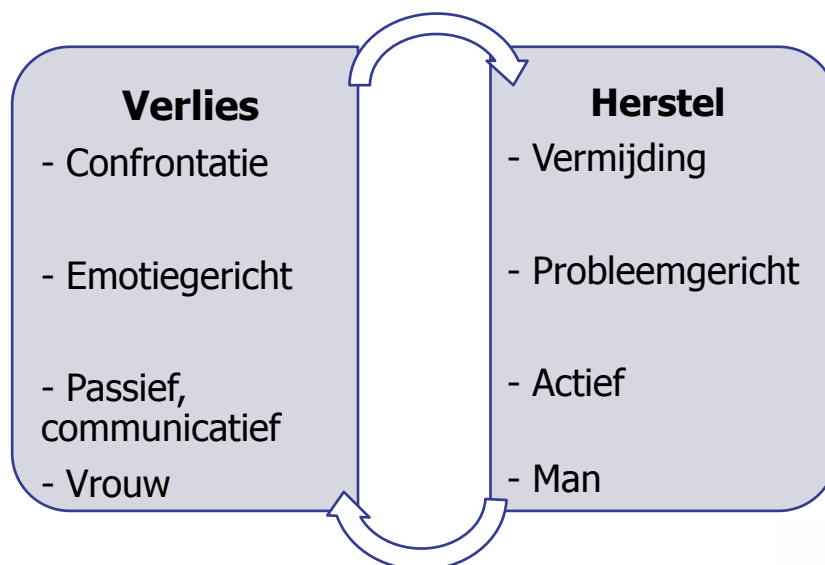 Verlies
- Confrontatie
- Emotiegericht
- Passief,
communicatief
- Vrouw
Herstel
- Vermijding
- Probleemgericht
- Actief
- Man